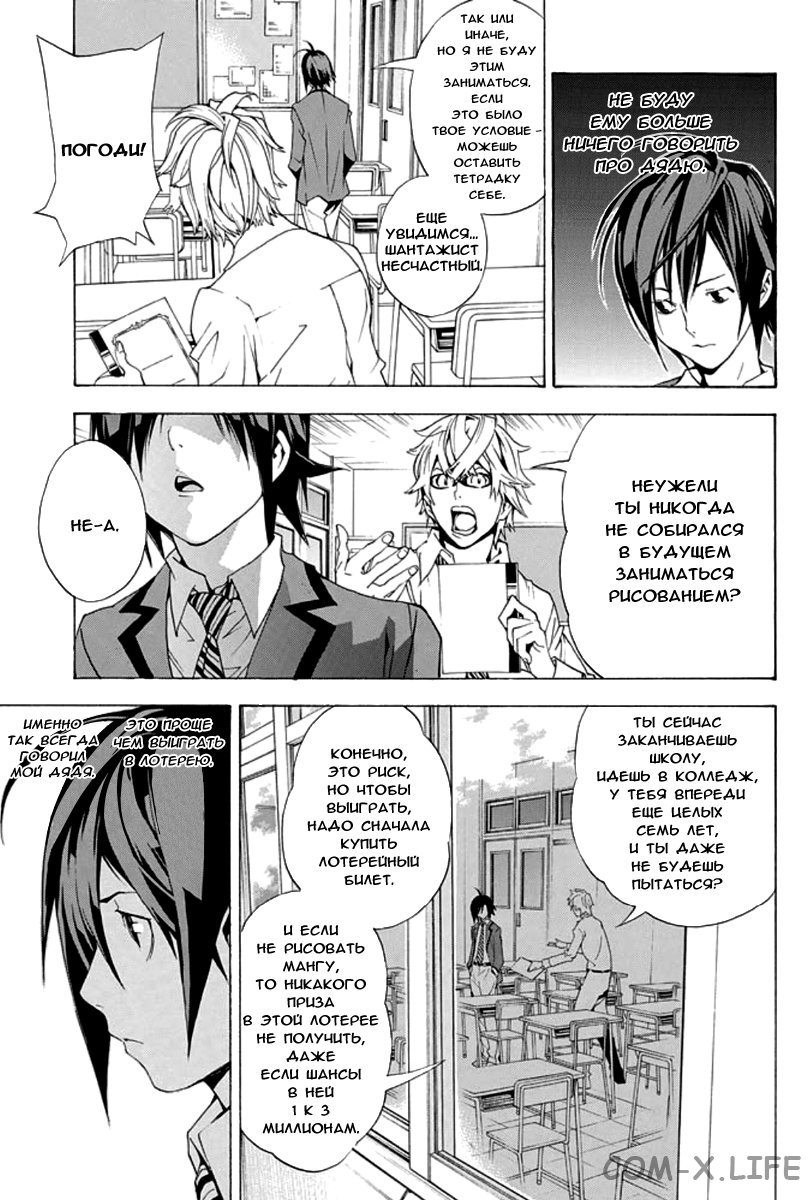 НЕ БУДУ
ЕМУ БОЛЬШЕ
НИЧЕГО ГОВОРИТЬ
ПРО ДЯДЮ.
ТАК ИЛИ
ИНАЧЕ,
НО Я НЕ БУДУ
ЭТИМ
ЗАНИМАТЬСЯ.
ЕСЛИ
ЭТО БЫЛО
ТВОЕ УСЛОВИЕ -
МОЖЕШЬ
ОСТАВИТЬ
ТЕТРАДКУ
СЕБЕ.
ЕЩЕ
УВИДИМСЯ...
ШАНТАЖИСТ
НЕСЧАСТНЫЙ.
ПОГОДИ!
НЕУЖЕЛИ
ТЫ НИКОГДА
НЕ СОБИРАЛСЯ
В БУДУЩЕМ
ЗАНИМАТЬСЯ
РИСОВАНИЕМ?
НЕ-А.
ТЫ СЕЙЧАС
ЗАКАНЧИВАЕШЬ
ШКОЛУ,
ИДЕШЬ В КОЛЛЕДЖ,
У ТЕБЯ ВПЕРЕДИ
ЕЩЕ ЦЕЛЫХ
СЕМЬ ЛЕТ,
И ТЫ ДАЖЕ
НЕ БУДЕШЬ
ПЫТАТЬСЯ?
КОНЕЧНО,
ЭТО РИСК,
НО ЧТОБЫ
ВЫИГРАТЬ,
НАДО СНАЧАЛА
КУПИТЬ
ЛОТЕРЕЙНЫЙ
БИЛЕТ.
И ЕСЛИ
НЕ РИСОВАТЬ
МАНГУ,
ТО НИКАКОГО
ПРИЗА
В ЭТОЙ ЛОТЕРЕЕ
НЕ ПОЛУЧИТЬ,
ДАЖЕ
ЕСЛИ ШАНСЫ
В НЕЙ
1 К 3
МИЛЛИОНАМ.
ЭТО ПРОЩЕ
ЧЕМ ВЫИГРАТЬ
В ЛОТЕРЕЮ.
ИМЕННО
ТАК ВСЕГДА
ГОВОРИЛ
МОЙ ДЯДЯ.
COM-X.LIFE